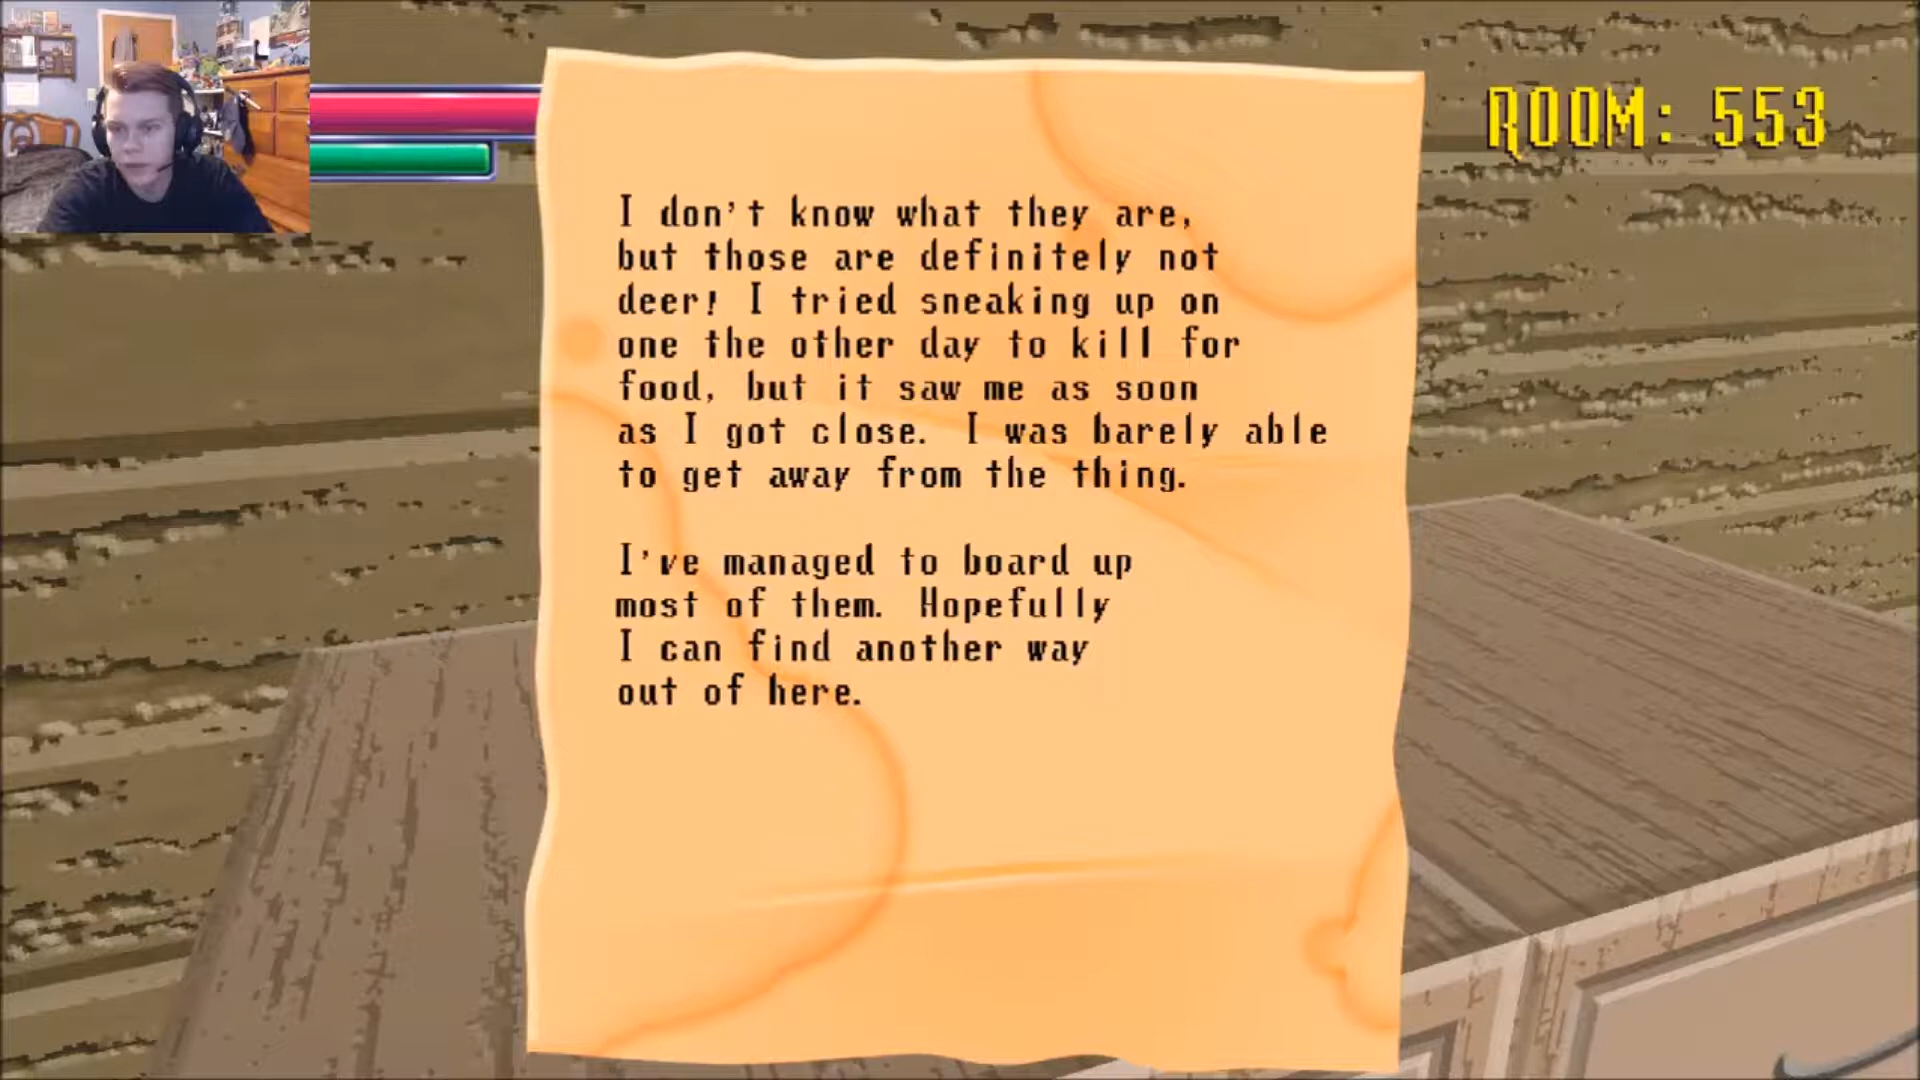 ROOM: 553
I don't know what they are,
but those are definitely not
deer! I tried sneaking up on
one the other day to kill for
food, but it saw me as soon
as I got close. I was barely able
to get away from the thing.
I've managed to board up
most of them. Hopefully
I can find another way
out of here.